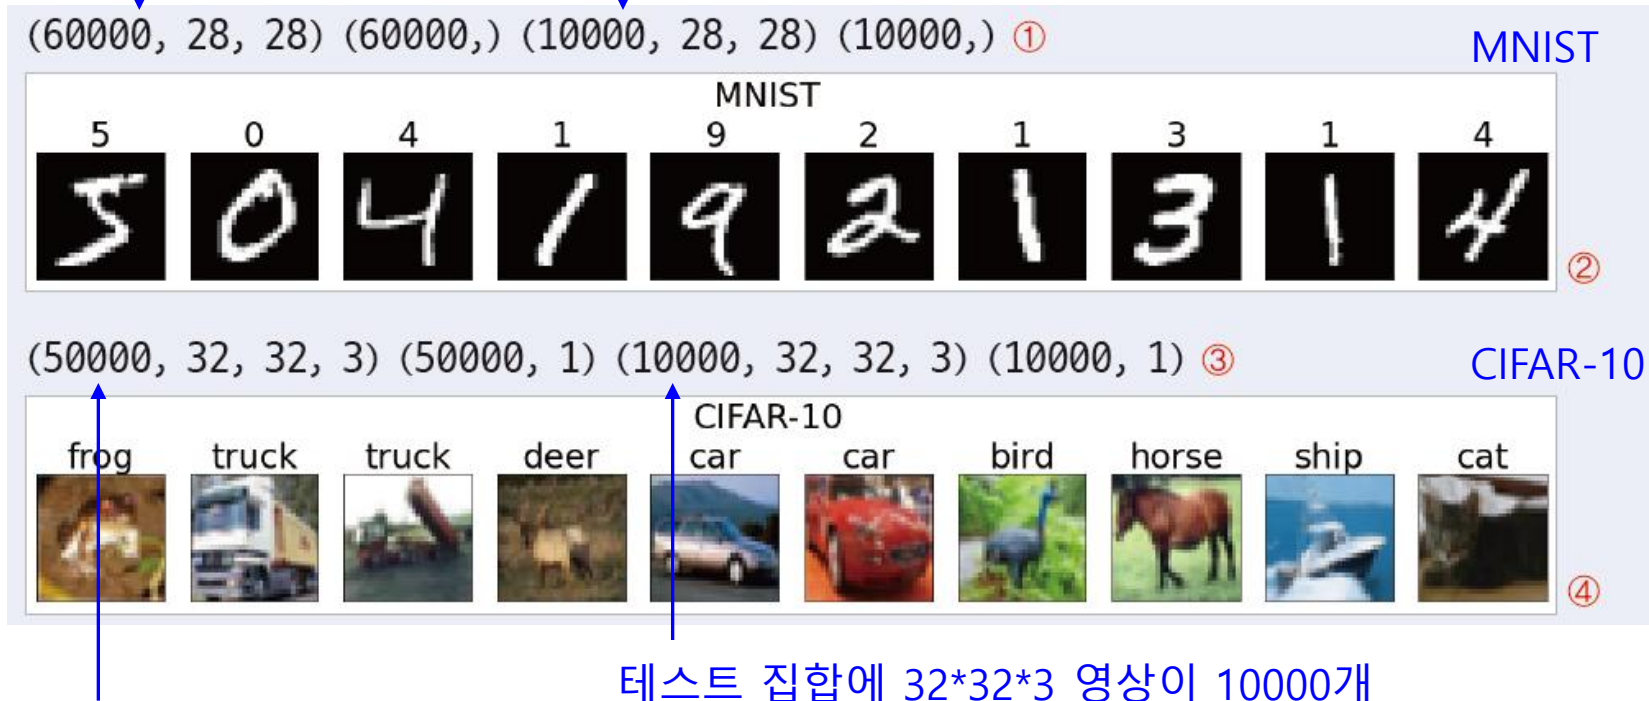 (60000, 28, 28) (60000,) (10000, 28, 28) (10000,) ①
MNIST
MNIST
5 0 4 1 9 2 1 3 1 4
②
(50000, 32, 32, 3) (50000, 1) (10000, 32, 32, 3) (10000, 1) ③
CIFAR-10
CIFAR-10
frog truck truck deer car car bird horse ship cat
④
테스트 집합에 32*32*3 영상이 10000개